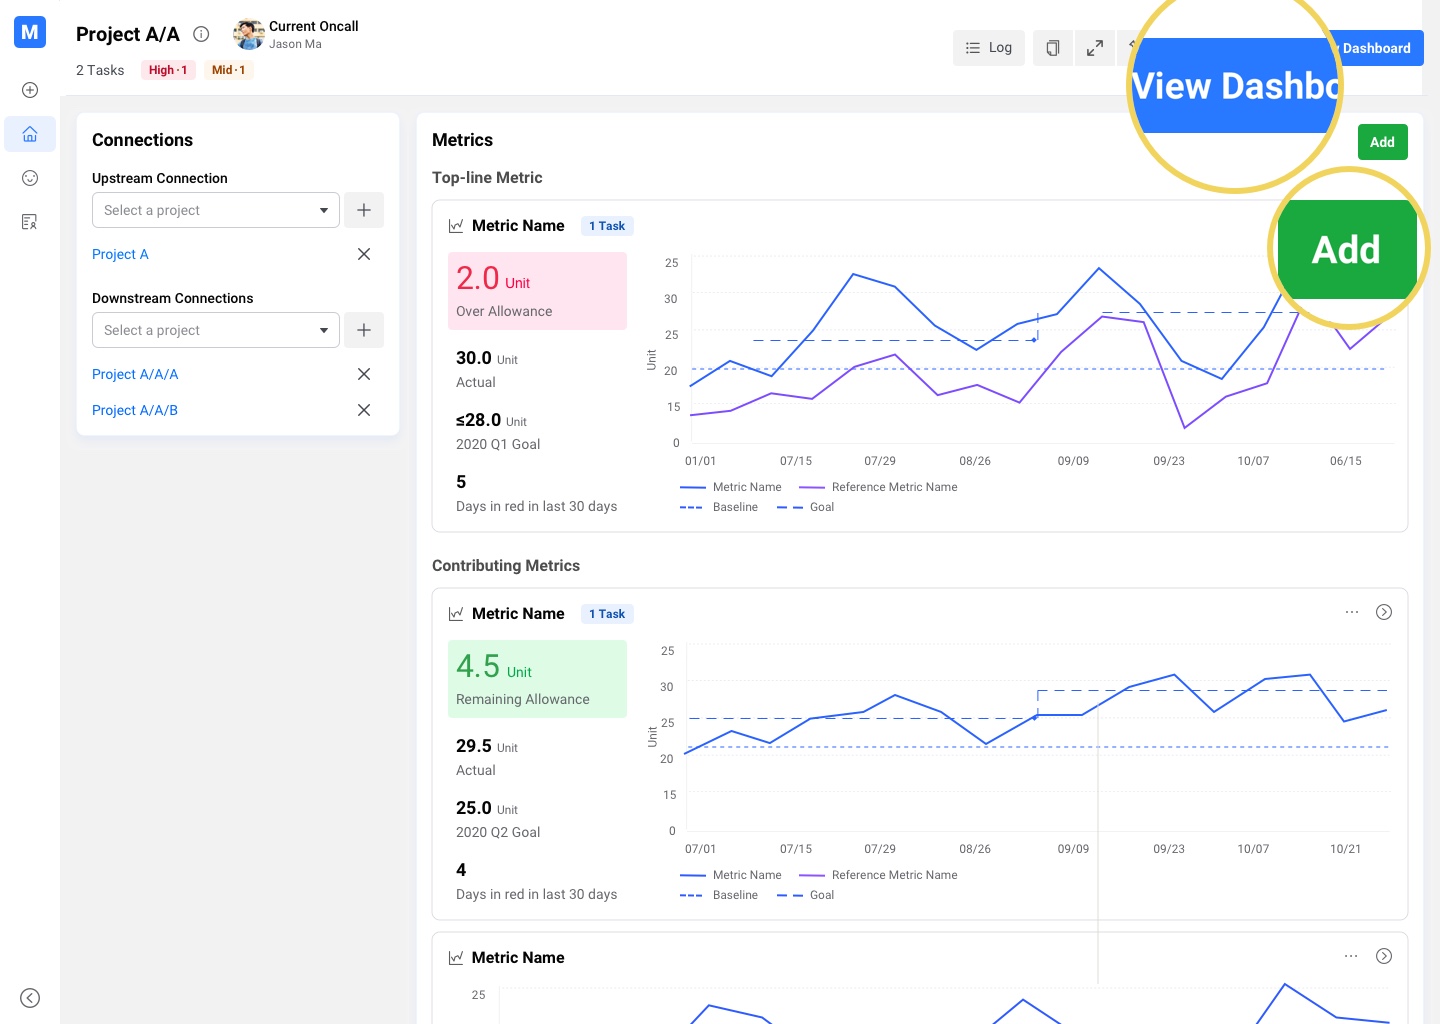 M
Project A/A
Current Oncall
Jason Ma
2 Tasks
High·1
Mid·1
Log
Dashboard
View Dashbo
Connections
Upstream Connection
Select a project
Project A
Downstream Connections
Select a project
Project A/A/A
Project A/A/B
Metrics
Add
Add
Top-line Metric
Metric Name 1 Task
2.0 Unit
Over Allowance
30.0 Unit
Actual
≤28.0 Unit
2020 Q1 Goal
5
Days in red in last 30 days
Unit
25
30
25
20
15
0
01/01 07/15 07/29 08/26 09/09 09/23 10/07 06/15
Metric Name Reference Metric Name
Baseline Goal
Contributing Metrics
Metric Name 1 Task
4.5 Unit
Remaining Allowance
29.5 Unit
Actual
25.0 Unit
2020 Q2 Goal
4
Days in red in last 30 days
Unit
25
30
25
20
15
0
07/01 07/15 07/29 08/26 09/09 09/23 10/07 10/21
Metric Name Reference Metric Name
Baseline Goal
Metric Name
25